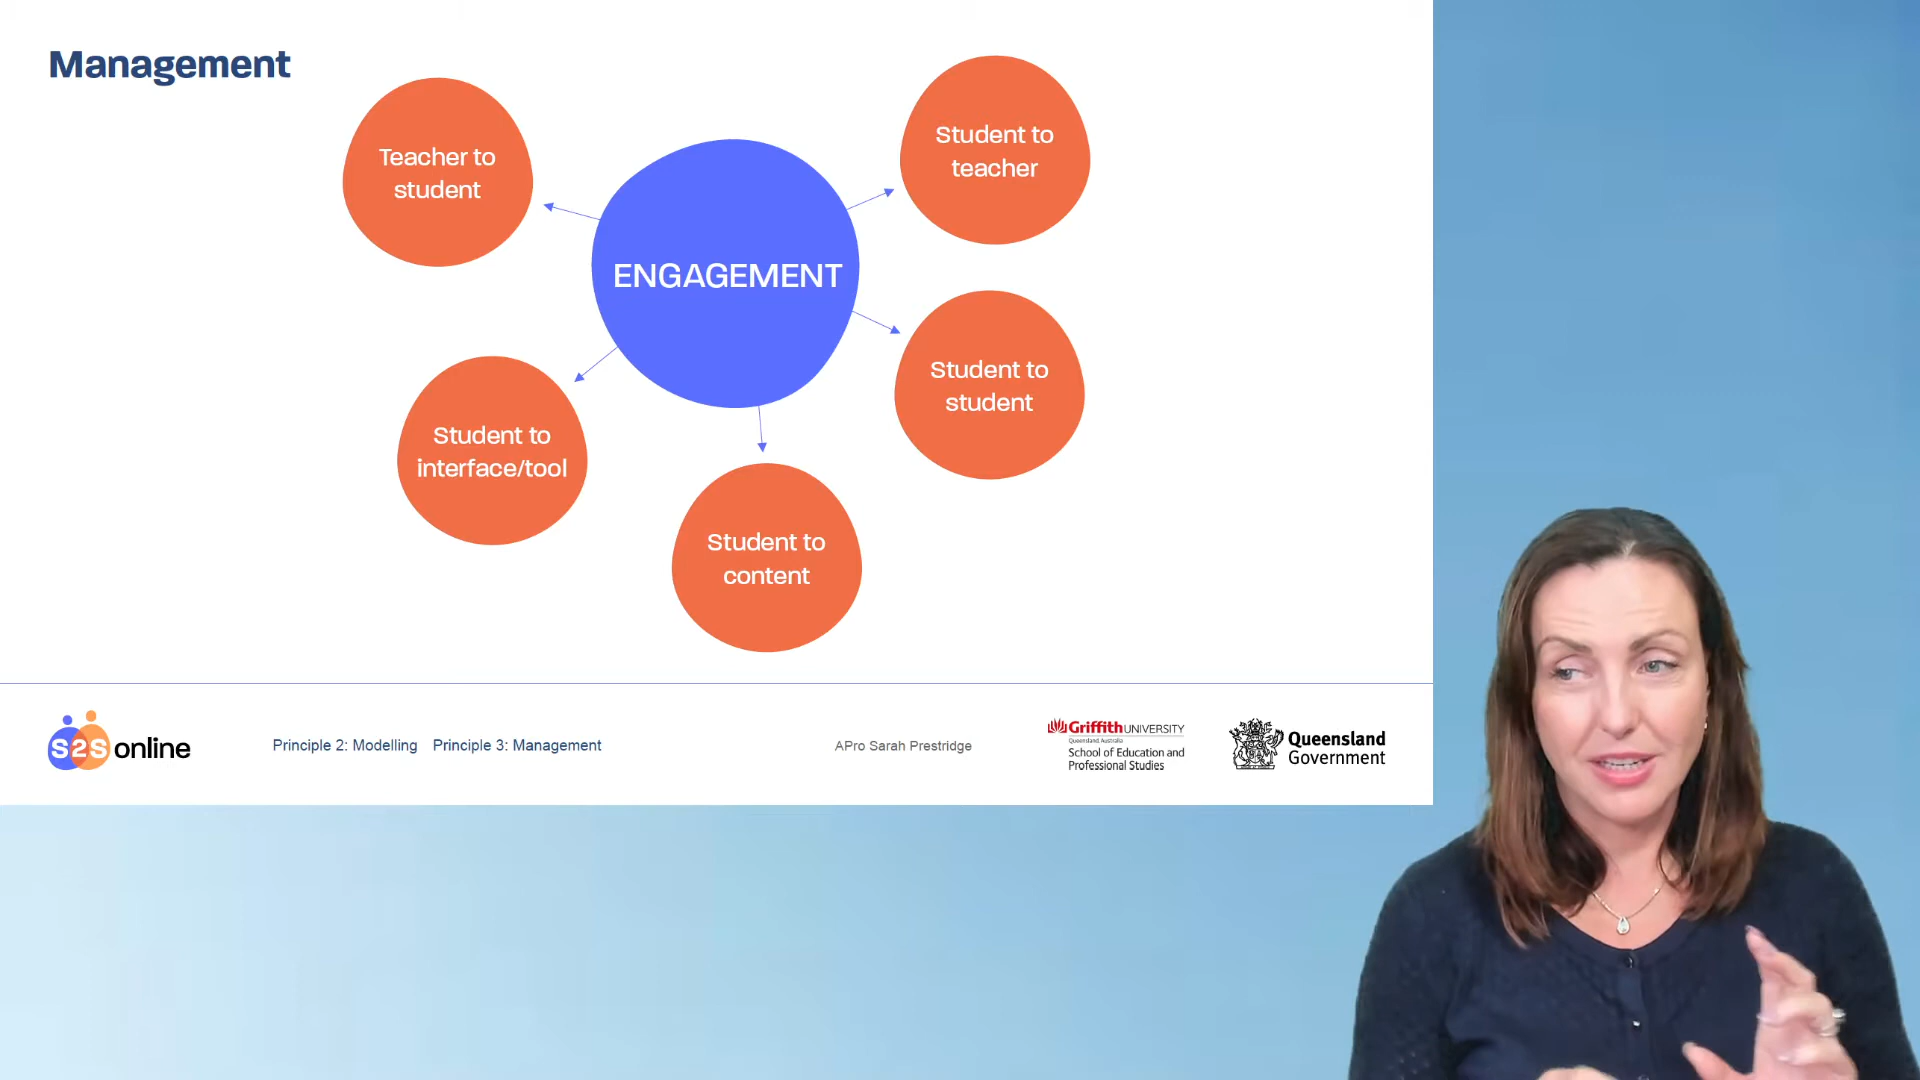 Management
Teacher to
student
Student to
teacher
ENGAGEMENT
Student to
student
Student to
interface/tool
Student to
content
S2S online
Principle 2: Modelling Principle 3: Management
APro Sarah Prestridge
Griffith UNIVERSITY
Queensland, Australia
School of Education and
Professional Studies
Queensland
Government